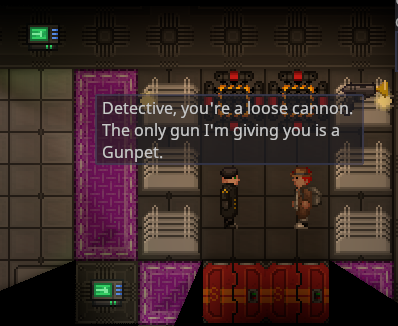 Detective, you're a loose cannon.
The only gun I'm giving you is a
Gunpet.